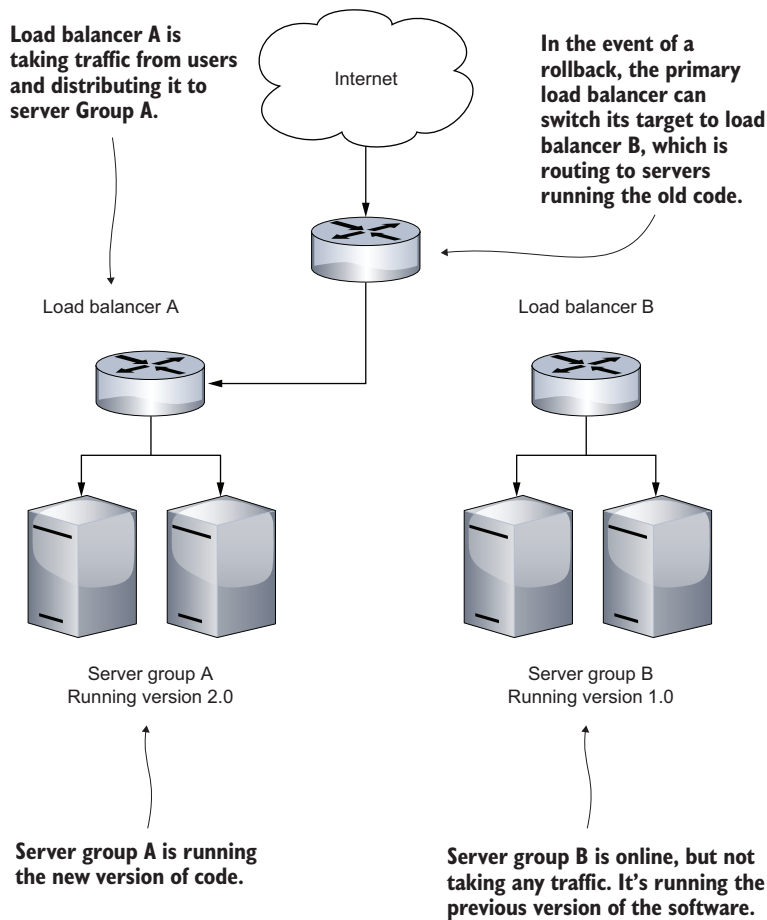 Load balancer A is
taking traffic from users
and distributing it to
server Group A.
Internet
In the event of a
rollback, the primary
load balancer can
switch its target to load
balancer B, which is
routing to servers
running the old code.
Load balancer A
Load balancer B
Server group A
Running version 2.0
Server group B
Running version 1.0
Server group A is running
the new version of code.
Server group B is online, but not
taking any traffic. It’s running the
previous version of the software.